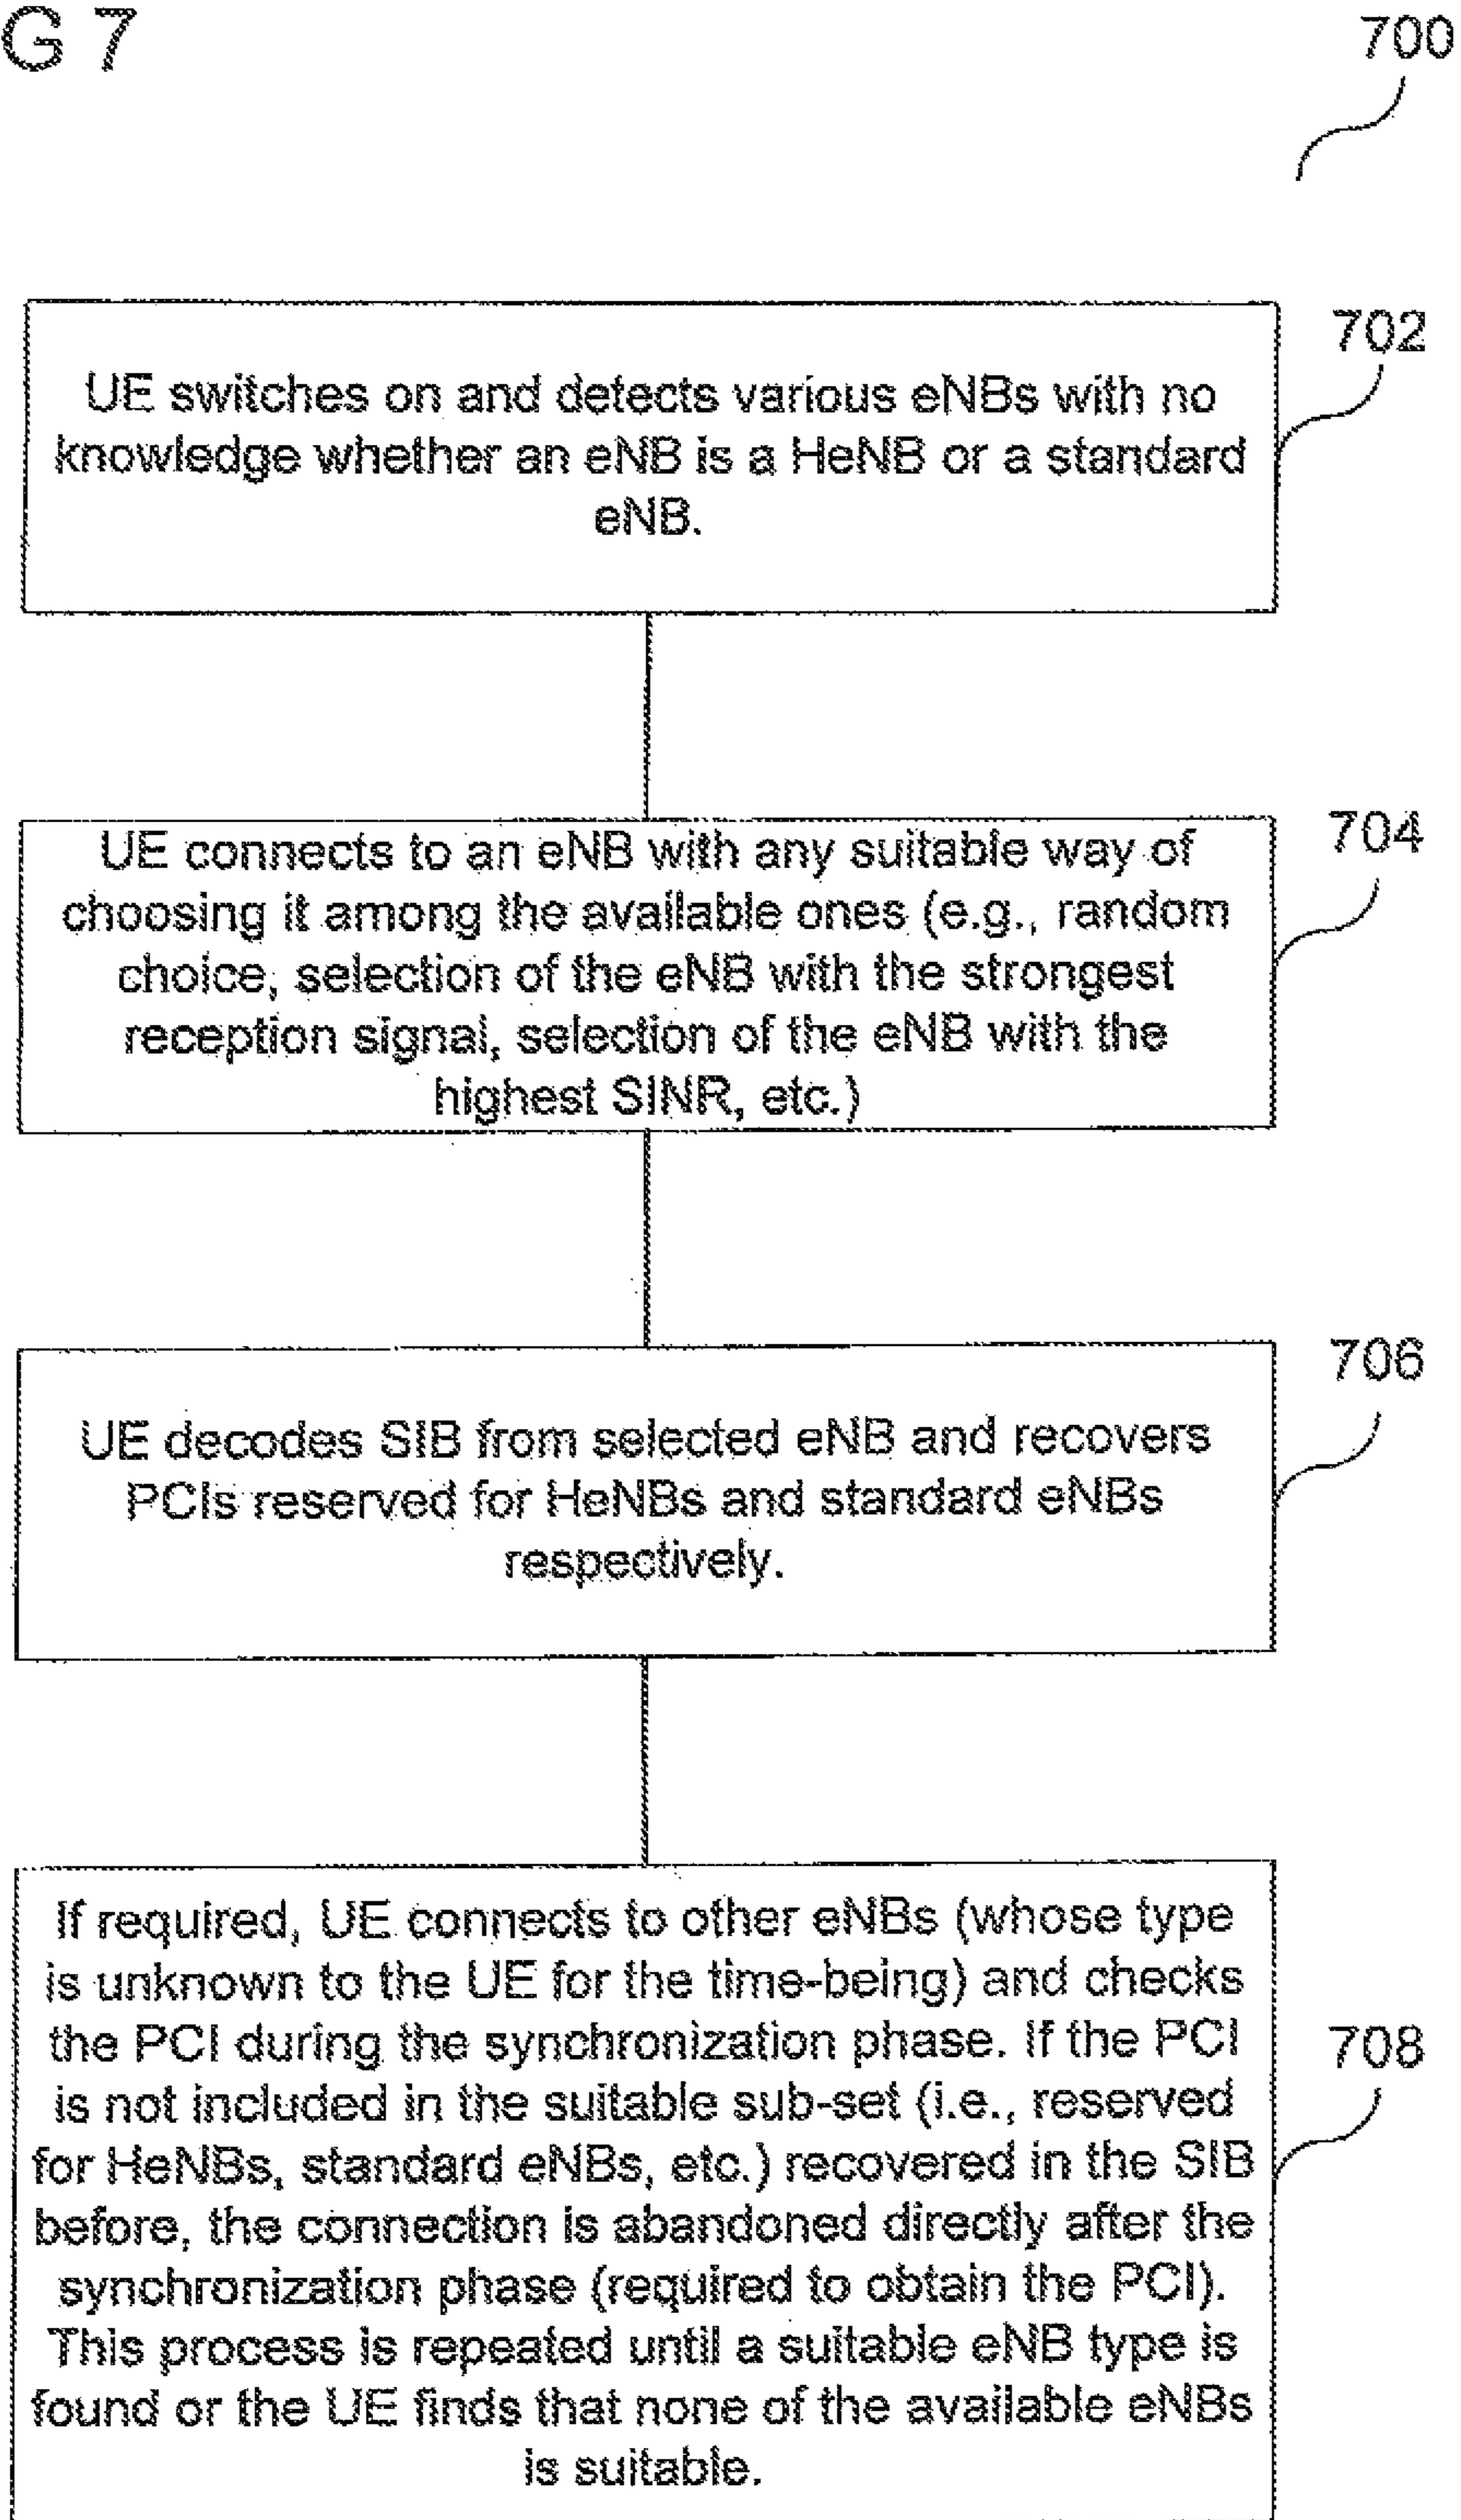 G 7
700
702
UE switches on and detects various eNBs with no
knowledge whether an eNB is a HeNB or a standard
eNB.
704
UE connects to an eNB with any suitable way of
choosing it among the available ones (e.g., random
choice, selection of the eNB with the strongest
reception signal, selection of the eNB with the
highest SINR, etc.)
706
UE decodes SIB from selected eNB and recovers
PCIs reserved for HeNBs and standard eNBs
respectively.
If required, UE connects to other eNBs (whose type
is unknown to the UE for the time-being) and checks
the PCI during the synchronization phase. If the PCI
is not included in the suitable sub-set (i.e., reserved
for HeNBs, standard eNBs, etc.) recovered in the SIB
before, the connection is abandoned directly after the
synchronization phase (required to obtain the PCI).
This process is repeated until a suitable eNB type is
found or the UE finds that none of the available eNBs
is suitable.
708